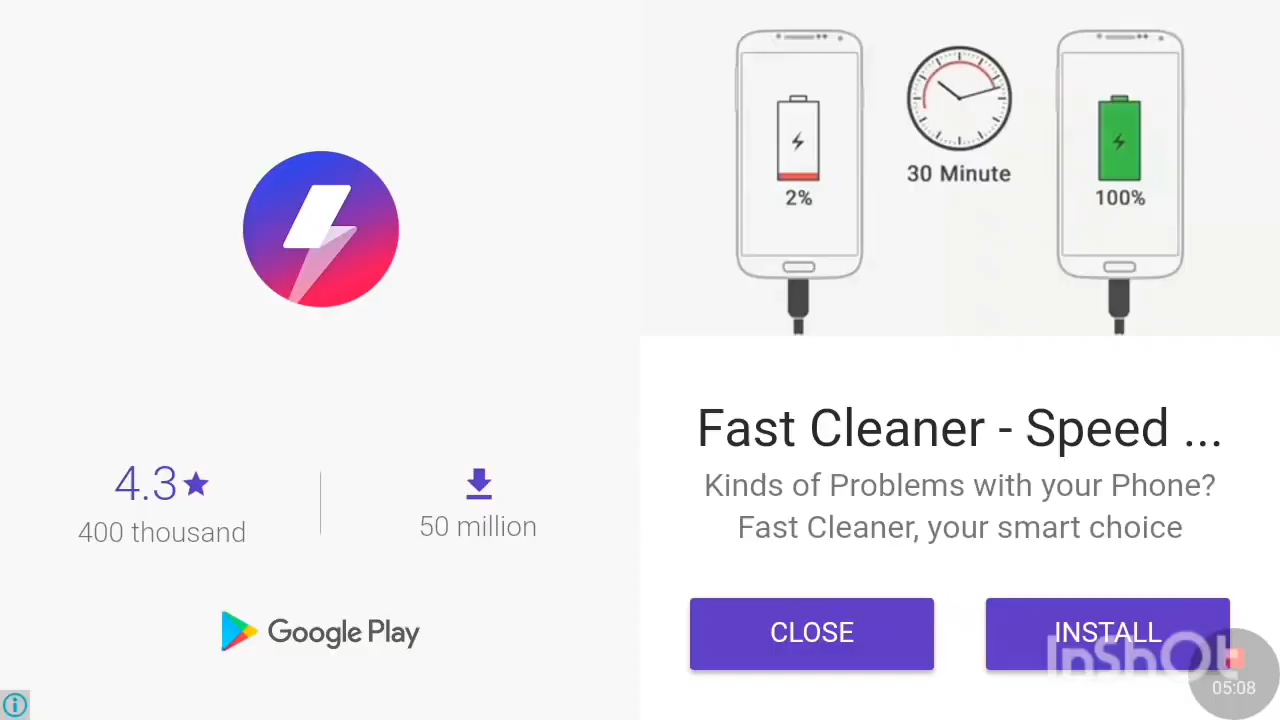 4.3
400 thousand
50 million
Google Play
2%
30 Minute
100%
Fast Cleaner - Speed ...
Kinds of Problems with your Phone?
Fast Cleaner, your smart choice
CLOSE
INSTALL
InShOt
05:08